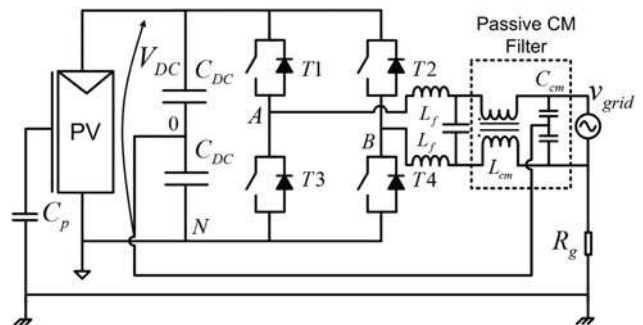 Passive CM
Filter
V_DC
C_DC
T1
T2
C_cm
v_grid
PV
0
A
L_f
B
L_f
C_DC
T3
T4
L_cm
C_p
N
R_g